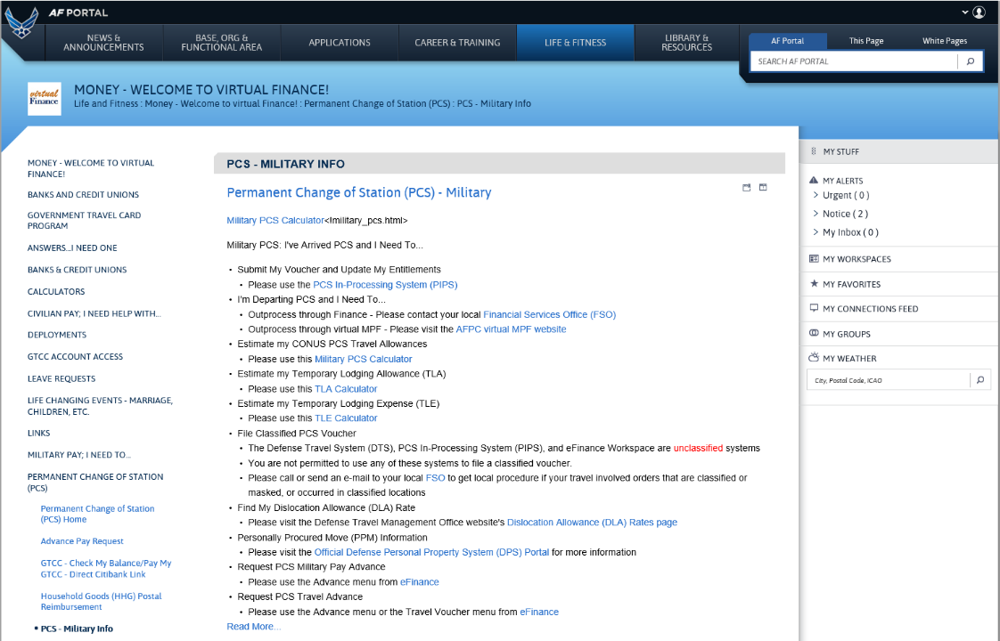 AF PORTAL
NEWS &
ANNOUNCEMENTS
BASE, ORG &
FUNCTIONAL AREA
APPLICATIONS
CAREER & TRAINING
LIFE & FITNESS
LIBRARY &
RESOURCES
AF Portal
This Page
White Pages
SEARCH AF PORTAL
virtual
Finance
MONEY - WELCOME TO VIRTUAL FINANCE!
Life and Fitness : Money - Welcome to virtual Finance! : Permanent Change of Station (PCS) : PCS - Military Info
MONEY - WELCOME TO VIRTUAL
FINANCE!
BANKS AND CREDIT UNIONS
GOVERNMENT TRAVEL CARD
PROGRAM
ANSWERS...I NEED ONE
BANKS & CREDIT UNIONS
CALCULATORS
CIVILIAN PAY; I NEED HELP WITH...
DEPLOYMENTS
GTCC ACCOUNT ACCESS
LEAVE REQUESTS
LIFE CHANGING EVENTS - MARRIAGE,
CHILDREN, ETC.
LINKS
MILITARY PAY; I NEED TO...
PERMANENT CHANGE OF STATION
(PCS)
Permanent Change of Station
(PCS) Home
Advance Pay Request
GTCC - Check My Balance/Pay My
GTCC - Direct Citibank Link
Household Goods (HHG) Postal
Reimbursement
• PCS - Military Info
PCS - MILITARY INFO
Permanent Change of Station (PCS) - Military
Military PCS Calculator<!military_pcs.html>
Military PCS: I've Arrived PCS and I Need To...
• Submit My Voucher and Update My Entitlements
• Please use the PCS In-Processing System (PIPS)
• I'm Departing PCS and I Need To...
• Outprocess through Finance - Please contact your local Financial Services Office (FSO)
• Outprocess through virtual MPF - Please visit the AFPC virtual MPF website
• Estimate my CONUS PCS Travel Allowances
• Please use this Military PCS Calculator
• Estimate my Temporary Lodging Allowance (TLA)
• Please use this TLA Calculator
• Estimate my Temporary Lodging Expense (TLE)
• Please use this TLE Calculator
• File Classified PCS Voucher
• The Defense Travel System (DTS), PCS In-Processing System (PIPS), and eFinance Workspace are unclassified systems
• You are not permitted to use any of these systems to file a classified voucher.
• Please call or send an e-mail to your local FSO to get local procedure if your travel involved orders that are classified or
masked, or occurred in classified locations
• Find My Dislocation Allowance (DLA) Rate
• Please visit the Defense Travel Management Office website's Dislocation Allowance (DLA) Rates page
• Personally Procured Move (PPM) Information
• Please visit the Official Defense Personal Property System (DPS) Portal for more information
• Request PCS Military Pay Advance
• Please use the Advance menu from eFinance
• Request PCS Travel Advance
• Please use the Advance menu or the Travel Voucher menu from eFinance
Read More...
MY STUFF
MY ALERTS
> Urgent ( 0 )
> Notice ( 2 )
> My Inbox ( 0 )
MY WORKSPACES
MY FAVORITES
MY CONNECTIONS FEED
MY GROUPS
MY WEATHER
City, Postal Code, ICAO